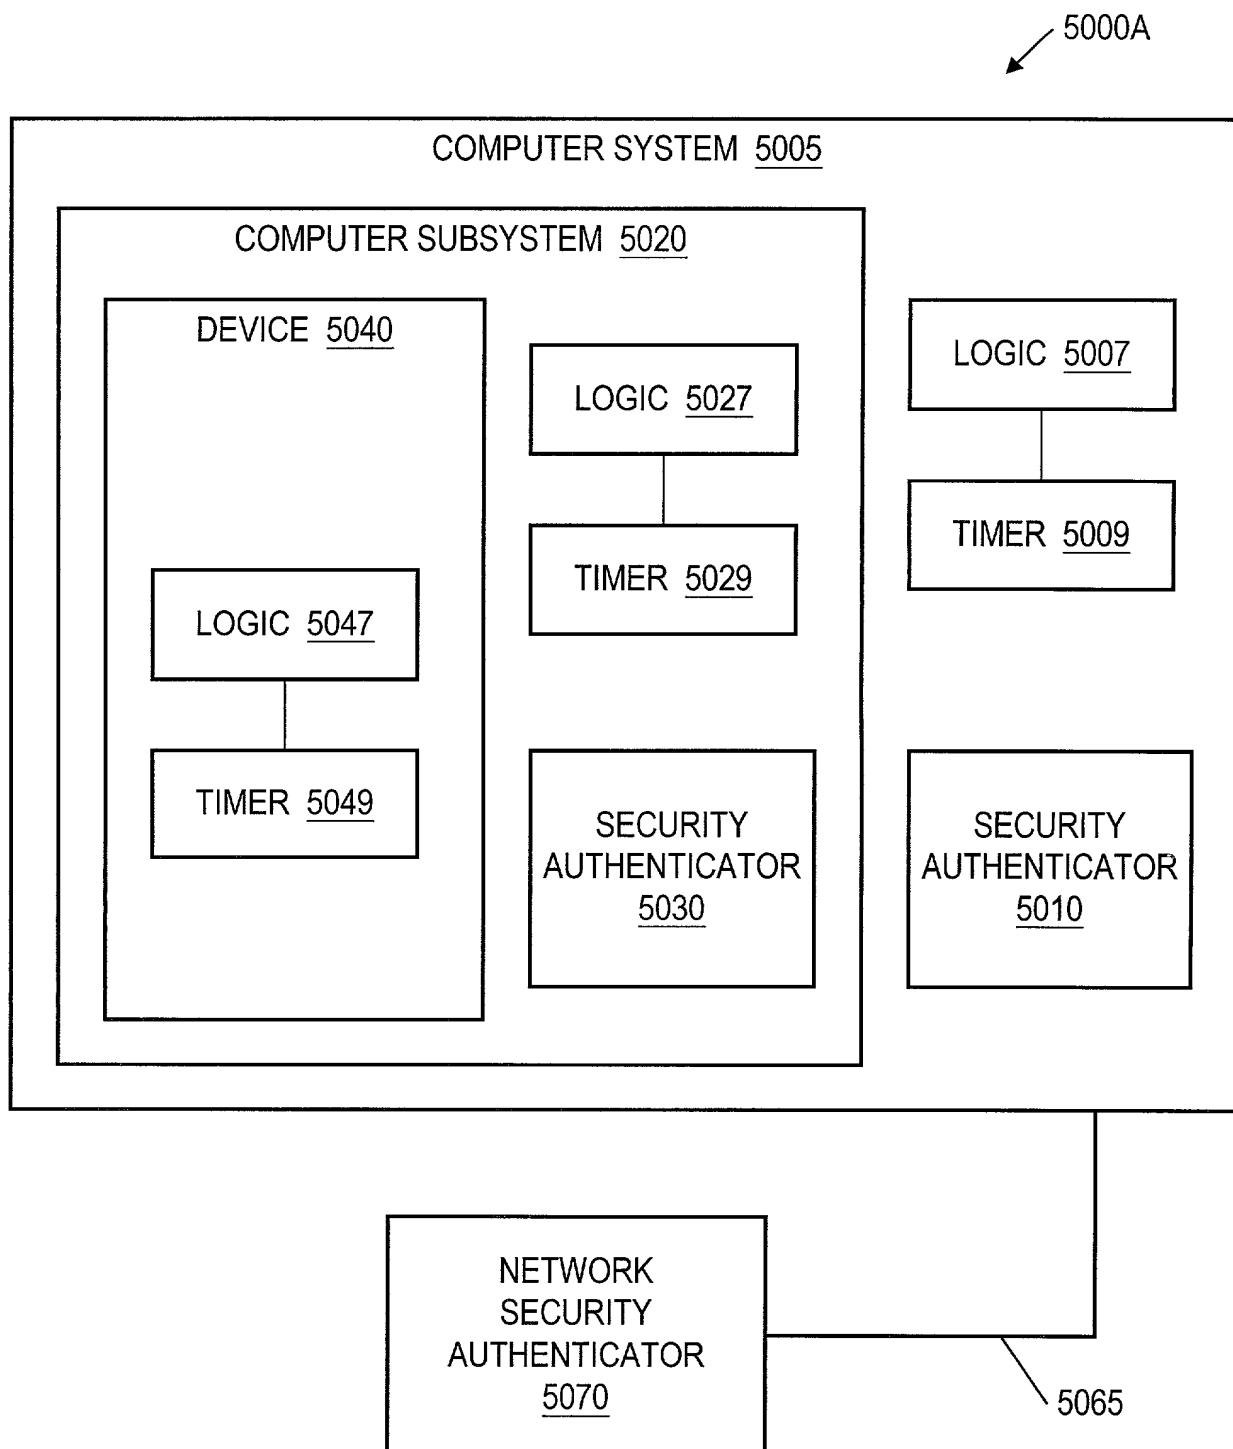 5000A
COMPUTER SYSTEM 5005
COMPUTER SUBSYSTEM 5020
DEVICE 5040
LOGIC 5047
TIMER 5049
LOGIC 5027
TIMER 5029
SECURITY
AUTHENTICATOR
5030
LOGIC 5007
TIMER 5009
SECURITY
AUTHENTICATOR
5010
NETWORK
SECURITY
AUTHENTICATOR
5070
5065